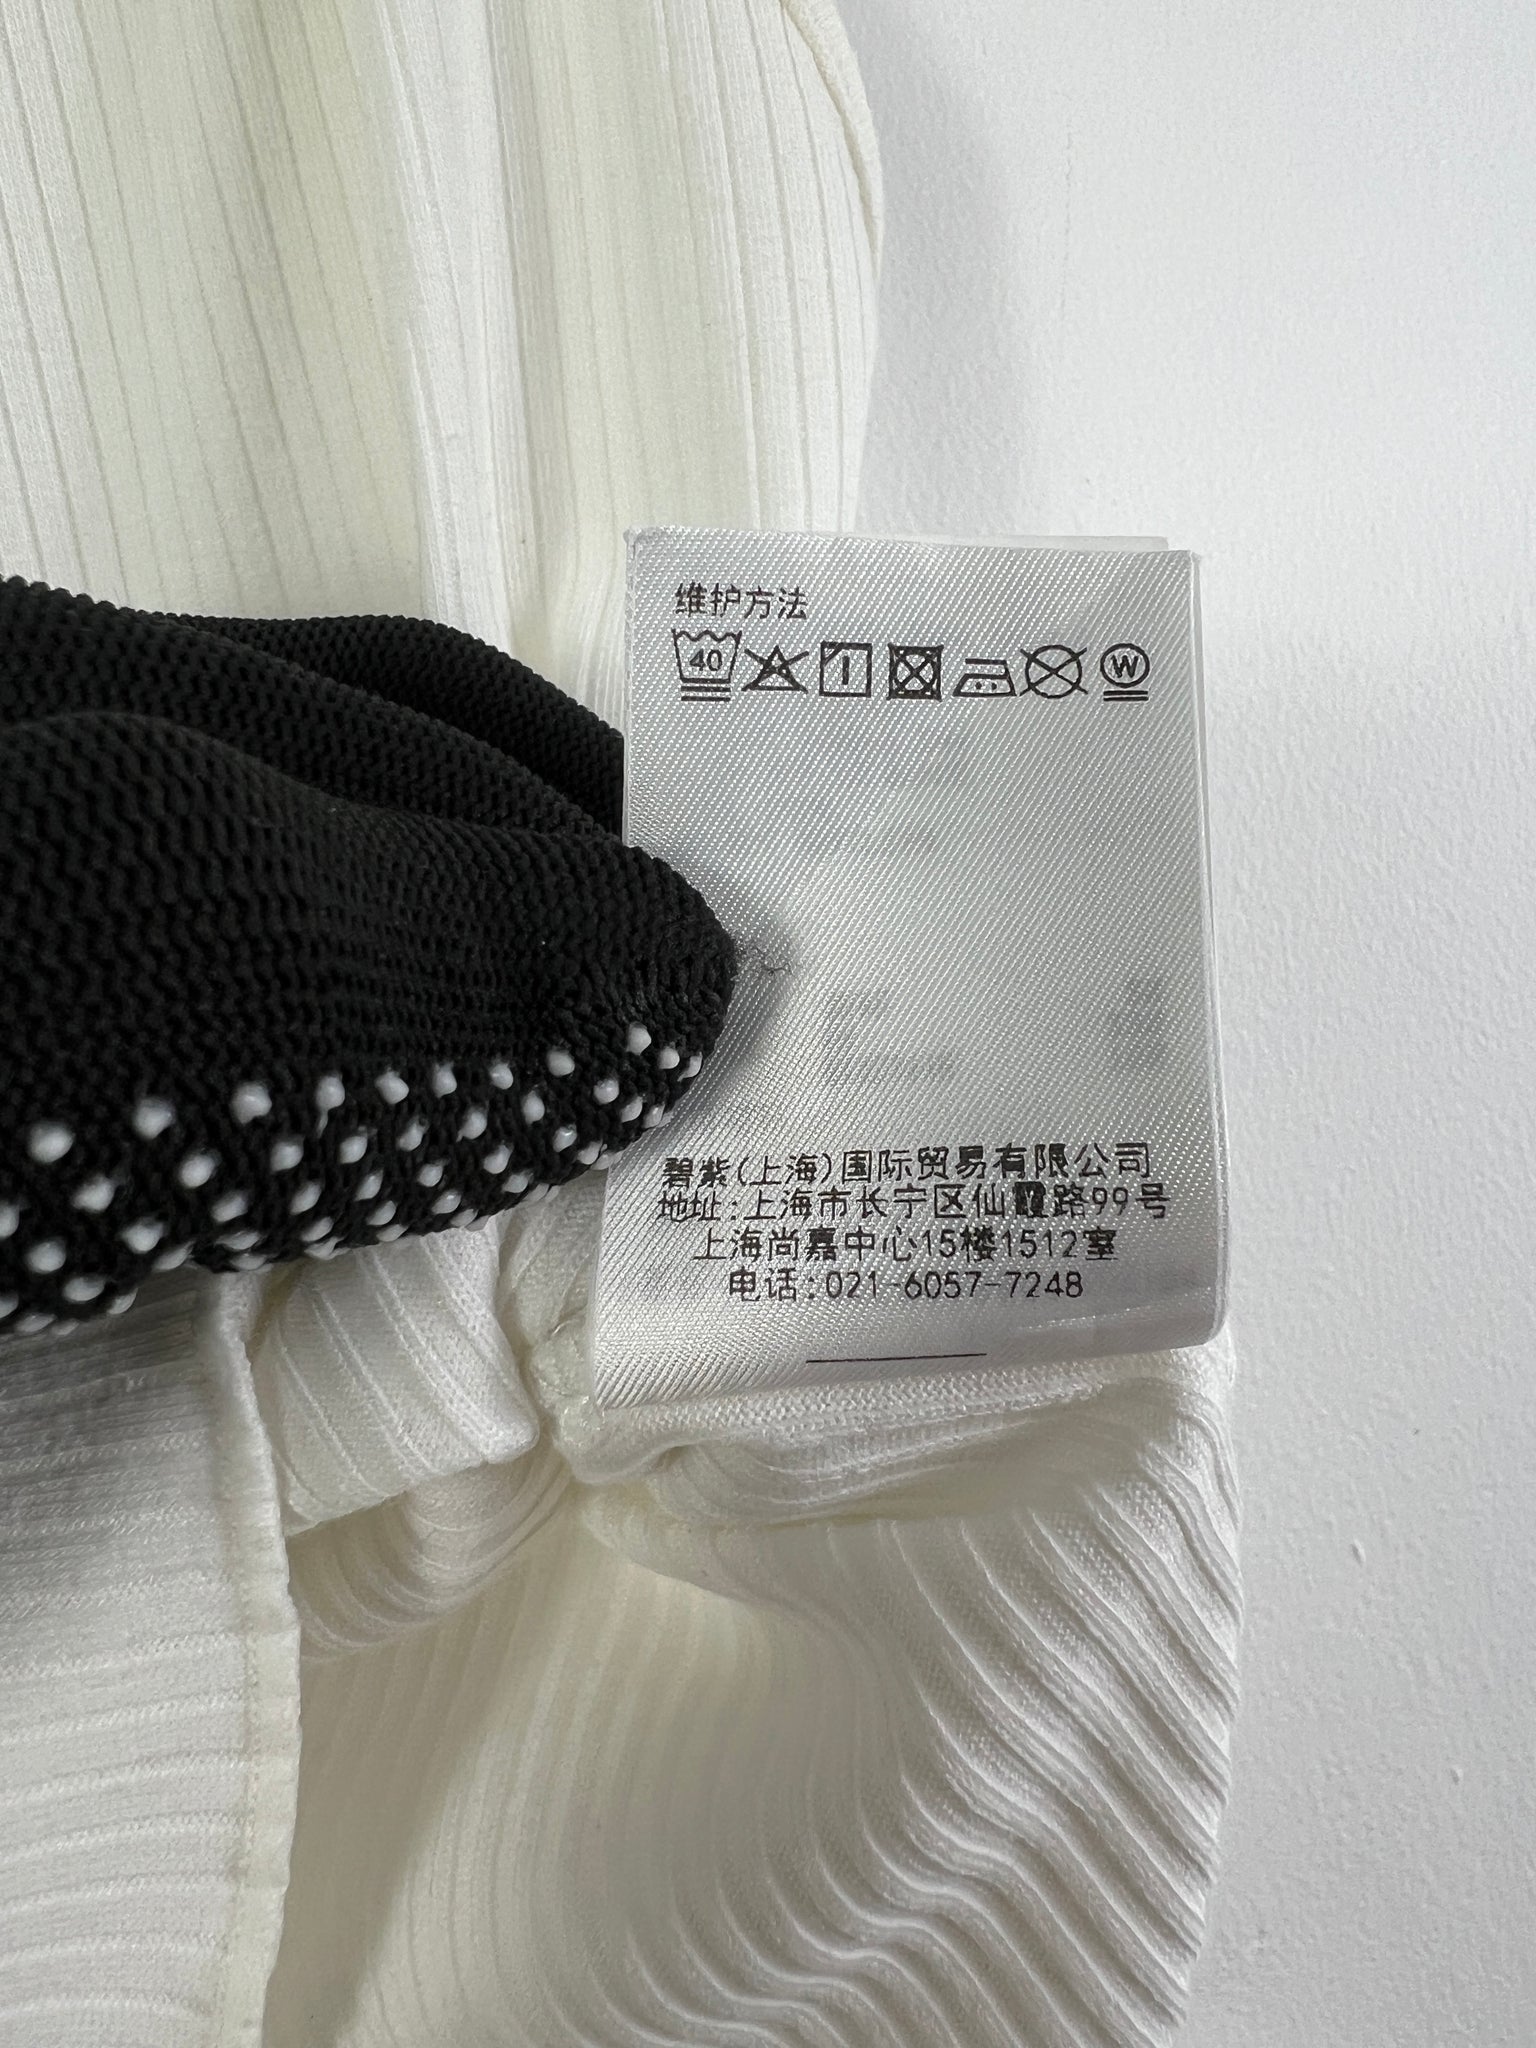 维护方法
40 W
碧紫(上海)国际贸易有限公司
地址:上海市长宁区仙霞路99号
上海尚嘉中心15楼1512室
电话:021-6057-7248